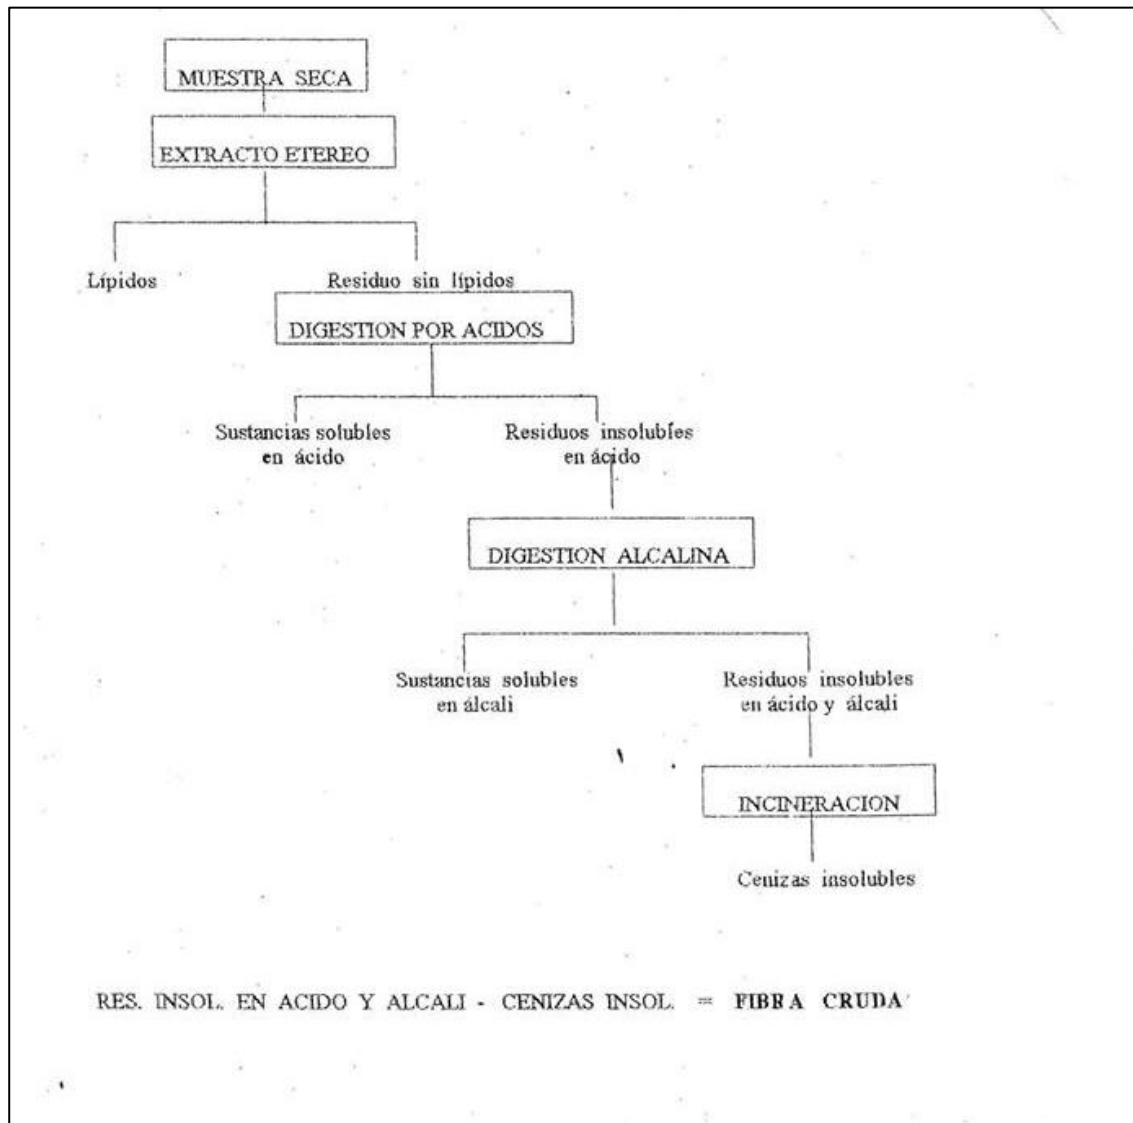 MUESTRA SECA
EXTRACTO ETEREO
Lípidos
Residuo sin lípidos
DIGESTION POR ACIDOS
Sustancias solubles
en ácido
Residuos insolubles
en ácido
DIGESTION ALCALINA
Sustancias solubles
en álcali
Residuos insolubles
en ácido y álcali
INCINERACION
Cenizas insolubles
RES. INSOL. EN ACIDO Y ALCALI - CENIZAS INSOL. = FIBRA CRUDA